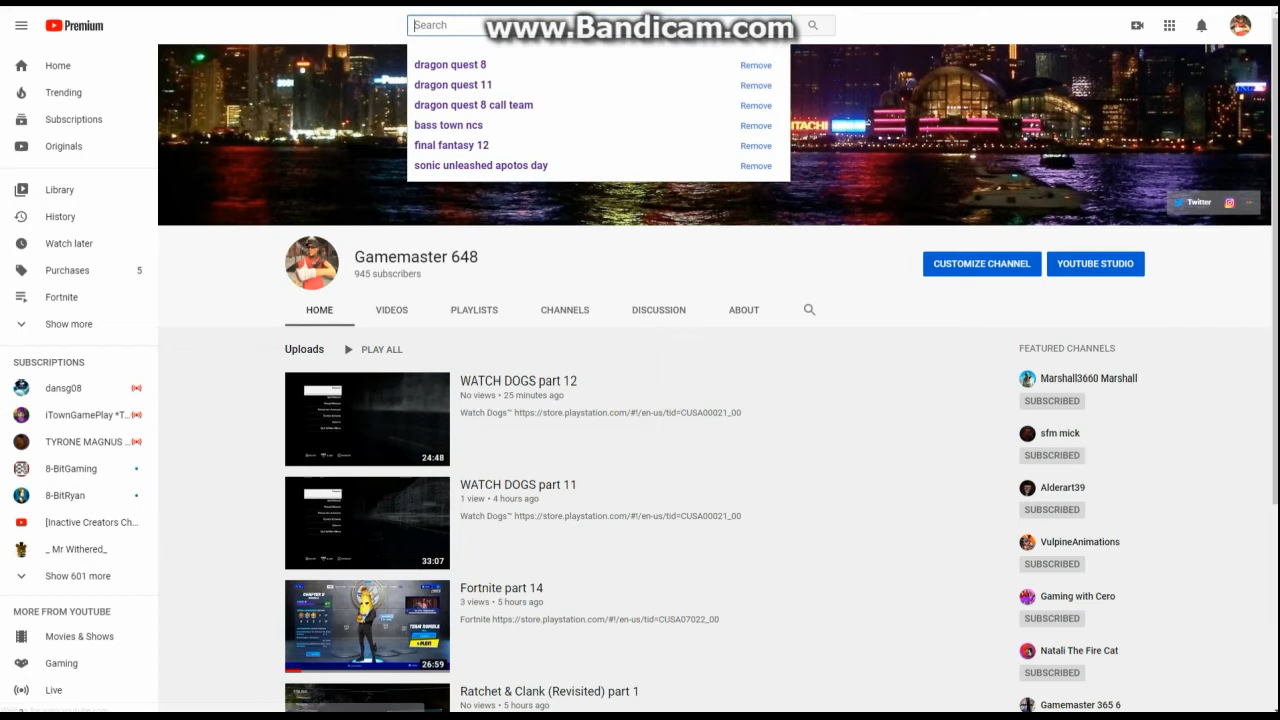 Premium
Search
www.Bandicam.com
dragon quest 8 Remove
dragon quest 11 Remove
dragon quest 8 call team Remove
bass town ncs Remove
final fantasy 12 Remove
sonic unleashed apotos day Remove
HITACHI
Twitter
Home
Trending
Subscriptions
Originals
Library
History
Watch later
Purchases 5
Fortnite
Show more
SUBSCRIPTIONS
dansg08
iTownGamePlay *T...
TYRONE MAGNUS ...
8-BitGaming
8-BitRyan
[Inactive Creators Ch...
_ Mr Withered_
Show 601 more
MORE FROM YOUTUBE
Movies & Shows
Gaming
Live
Gamemaster 648
945 subscribers
CUSTOMIZE CHANNEL
YOUTUBE STUDIO
HOME VIDEOS PLAYLISTS CHANNELS DISCUSSION ABOUT
Uploads PLAY ALL
WATCH DOGS part 12
No views • 25 minutes ago
Watch Dogs™ https://store.playstation.com/#!/en-us/tid=CUSA00021_00
24:48
WATCH DOGS part 11
1 view • 4 hours ago
Watch Dogs™ https://store.playstation.com/#!/en-us/tid=CUSA00021_00
33:07
Fortnite part 14
3 views • 5 hours ago
Fortnite https://store.playstation.com/#!/en-us/tid=CUSA07022_00
TEAM RUMBLE
26:59
Ratchet & Clank (Revisited) part 1
No views • 5 hours ago
FEATURED CHANNELS
Marshall3660 Marshall
SUBSCRIBED
sfm mick
SUBSCRIBED
Alderart39
SUBSCRIBED
VulpineAnimations
SUBSCRIBED
Gaming with Cero
SUBSCRIBED
Natali The Fire Cat
SUBSCRIBED
Gamemaster 365 6